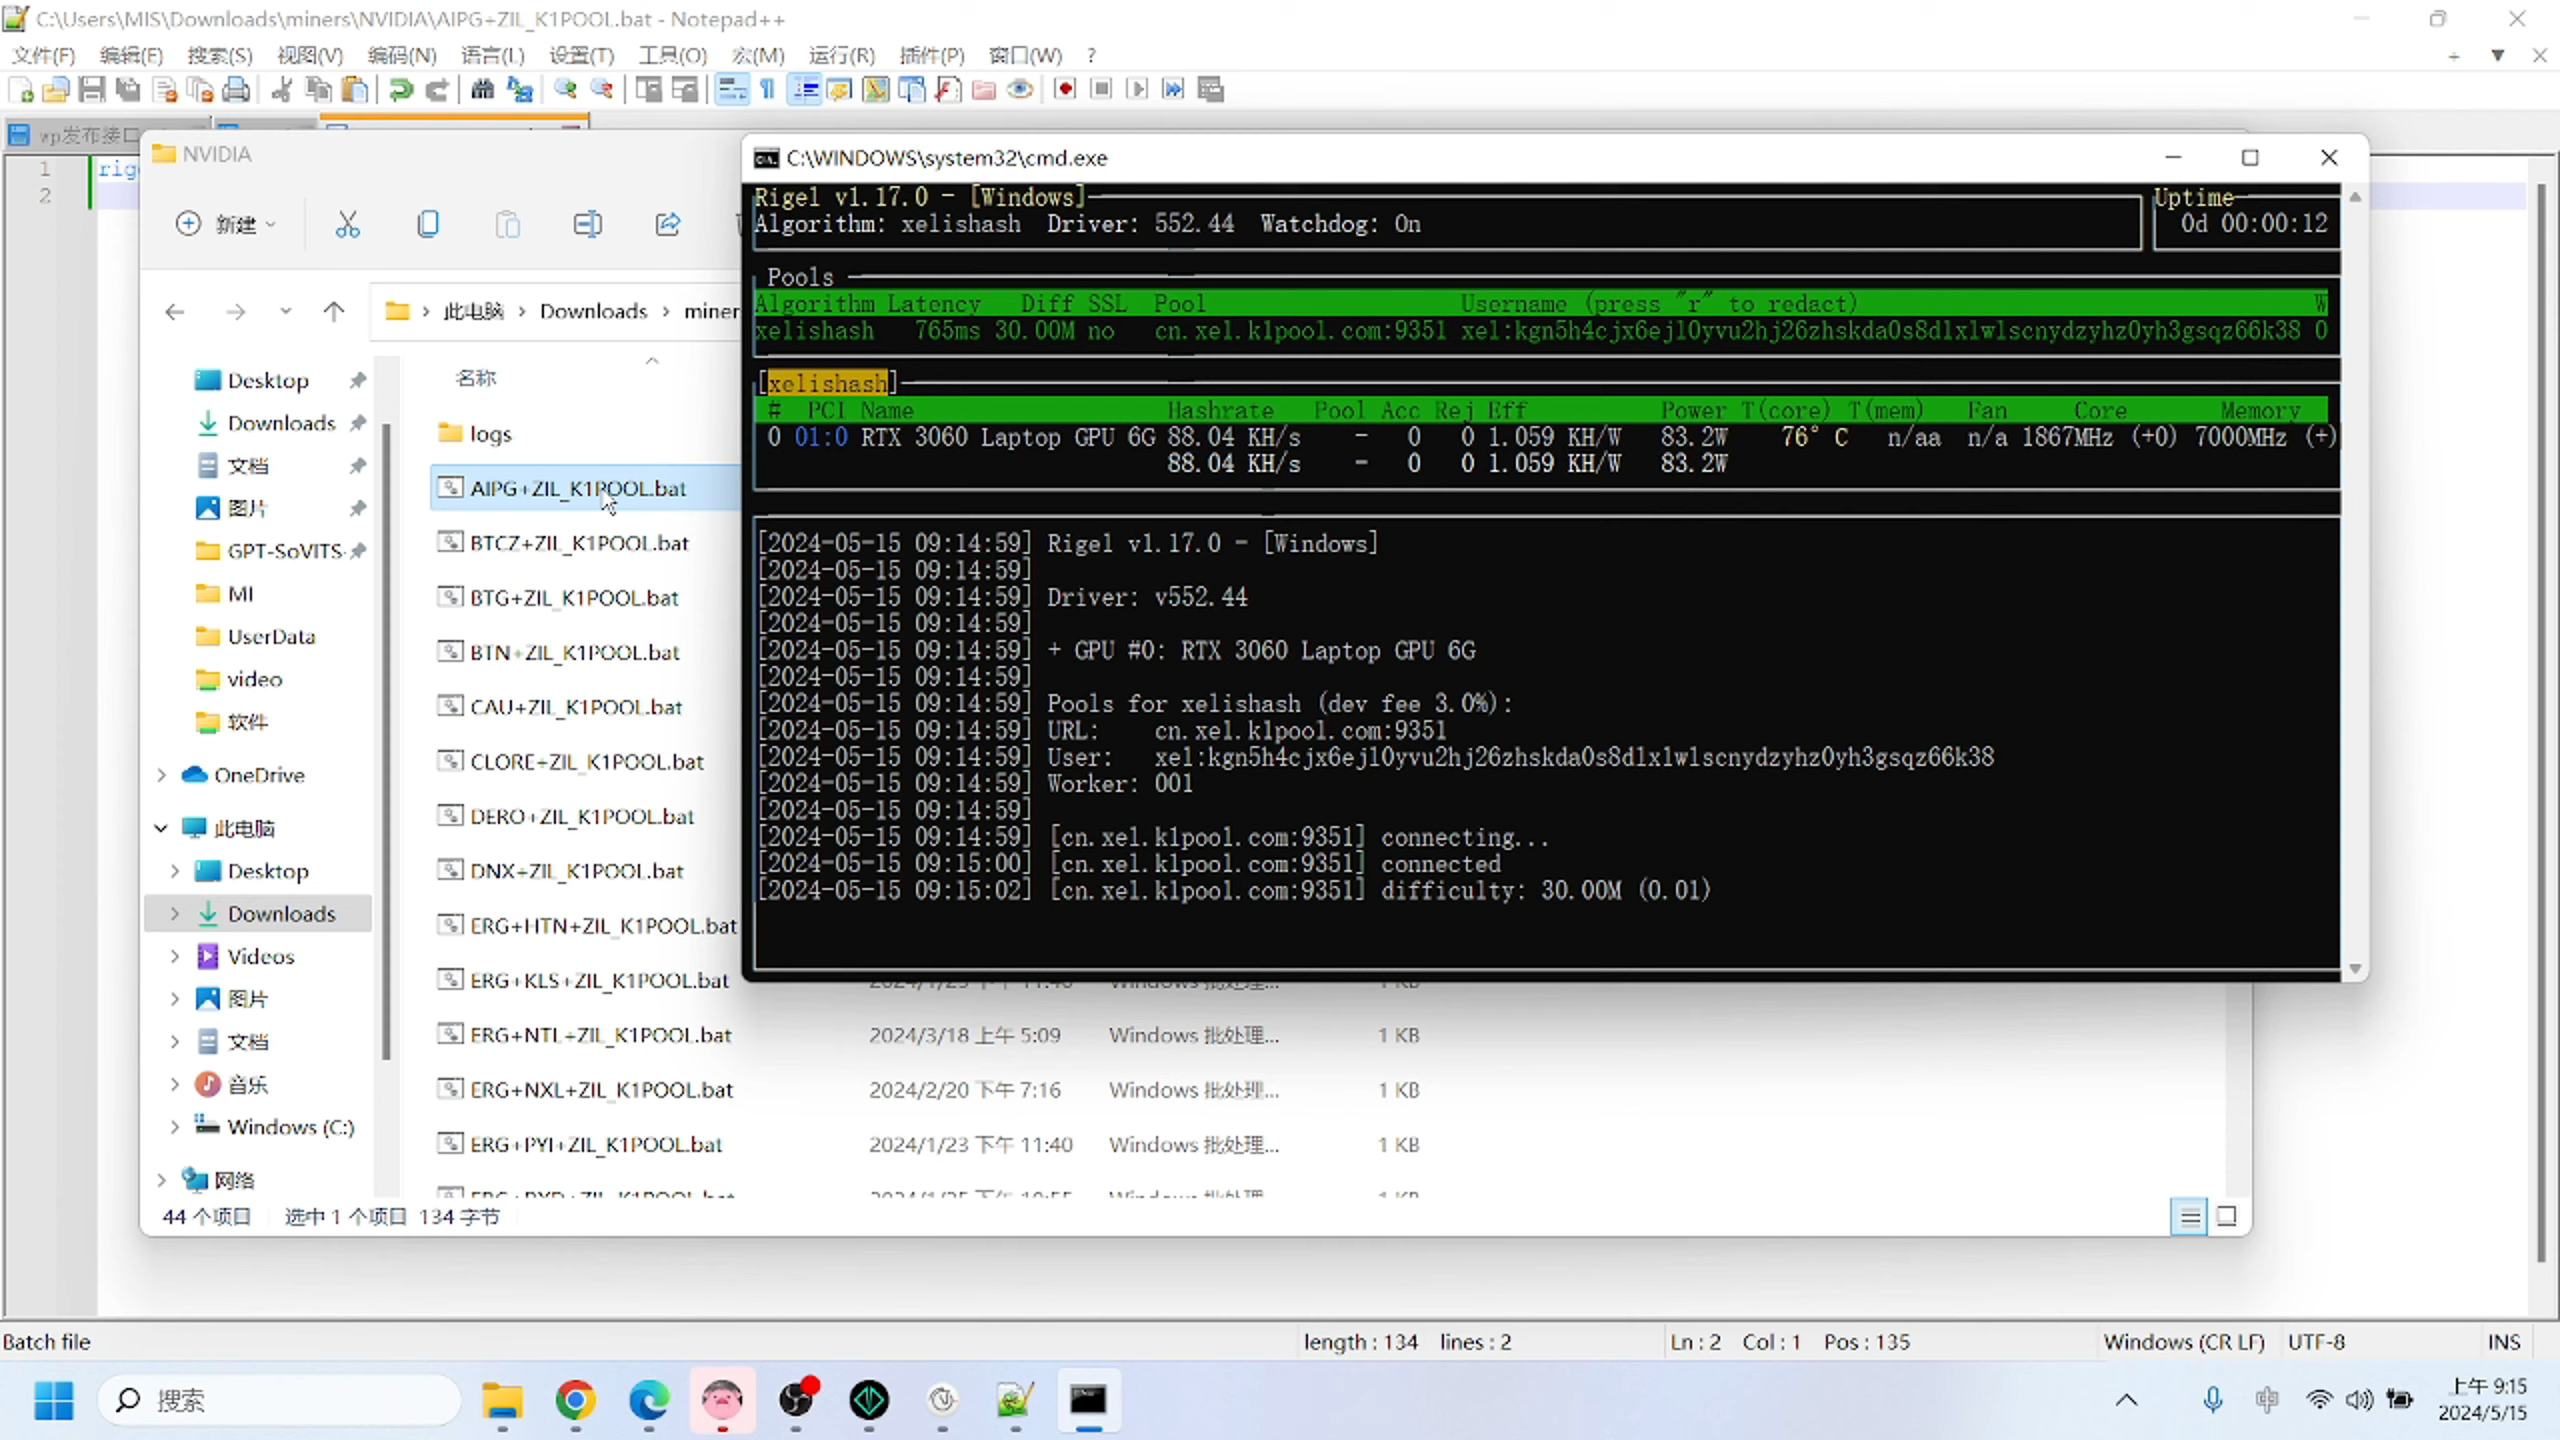 C:\Users\MIS\Downloads\miners\NVIDIA\AIPG+ZIL_K1POOL.bat - Notepad++
文件(F) 编辑(E) 搜索(S) 视图(V) 编码(N) 语言(L) 设置(T) 工具(O) 宏(M) 运行(R) 插件(P) 窗口(W) ?
wp发布接口
1 rig
2
NVIDIA
新建
此电脑 > Downloads > miner
名称
Desktop
Downloads
文档
图片
GPT-SoVITS-
MI
UserData
video
软件
OneDrive
此电脑
Desktop
Downloads
Videos
图片
文档
音乐
Windows (C:)
网络
logs
AIPG+ZIL_K1POOL.bat
BTCZ+ZIL_K1POOL.bat
BTG+ZIL_K1POOL.bat
BTN+ZIL_K1POOL.bat
CAU+ZIL_K1POOL.bat
CLORE+ZIL_K1POOL.bat
DERO+ZIL_K1POOL.bat
DNX+ZIL_K1POOL.bat
ERG+HTN+ZIL_K1POOL.bat
ERG+KLS+ZIL_K1POOL.bat
ERG+NTL+ZIL_K1POOL.bat 2024/3/18 上午 5:09 Windows 批处理... 1 KB
ERG+NXL+ZIL_K1POOL.bat 2024/2/20 下午 7:16 Windows 批处理... 1 KB
ERG+PYI+ZIL_K1POOL.bat 2024/1/23 下午 11:40 Windows 批处理... 1 KB
44 个项目 选中 1 个项目 134 字节
C:\WINDOWS\system32\cmd.exe
Rigel v1.17.0 - [Windows] Uptime
Algorithm: xelishash Driver: 552.44 Watchdog: On 0d 00:00:12
Pools
Algorithm Latency Diff SSL Pool Username (press "r" to redact) W
xelishash 765ms 30.00M no cn.xel.k1pool.com:9351 xel:kgn5h4cjx6ejl0yvu2hj26zhskda0s8dlxlwlscnydzyhz0yh3gsqz66k38 0
[xelishash]
# PCI Name Hashrate Pool Acc Rej Eff Power T(core) T(mem) Fan Core Memory
0 01:0 RTX 3060 Laptop GPU 6G 88.04 KH/s - 0 0 1.059 KH/W 83.2W 76° C n/aa n/a 1867MHz (+0) 7000MHz (+)
88.04 KH/s - 0 0 1.059 KH/W 83.2W
[2024-05-15 09:14:59] Rigel v1.17.0 - [Windows]
[2024-05-15 09:14:59]
[2024-05-15 09:14:59] Driver: v552.44
[2024-05-15 09:14:59]
[2024-05-15 09:14:59] + GPU #0: RTX 3060 Laptop GPU 6G
[2024-05-15 09:14:59]
[2024-05-15 09:14:59] Pools for xelishash (dev fee 3.0%):
[2024-05-15 09:14:59] URL: cn.xel.k1pool.com:9351
[2024-05-15 09:14:59] User: xel:kgn5h4cjx6ejl0yvu2hj26zhskda0s8dlxlwlscnydzyhz0yh3gsqz66k38
[2024-05-15 09:14:59] Worker: 001
[2024-05-15 09:14:59]
[2024-05-15 09:14:59] [cn.xel.k1pool.com:9351] connecting...
[2024-05-15 09:15:00] [cn.xel.k1pool.com:9351] connected
[2024-05-15 09:15:02] [cn.xel.k1pool.com:9351] difficulty: 30.00M (0.01)
Batch file length : 134 lines : 2 Ln : 2 Col : 1 Pos : 135 Windows (CR LF) UTF-8 INS
搜索
中
上午 9:15
2024/5/15